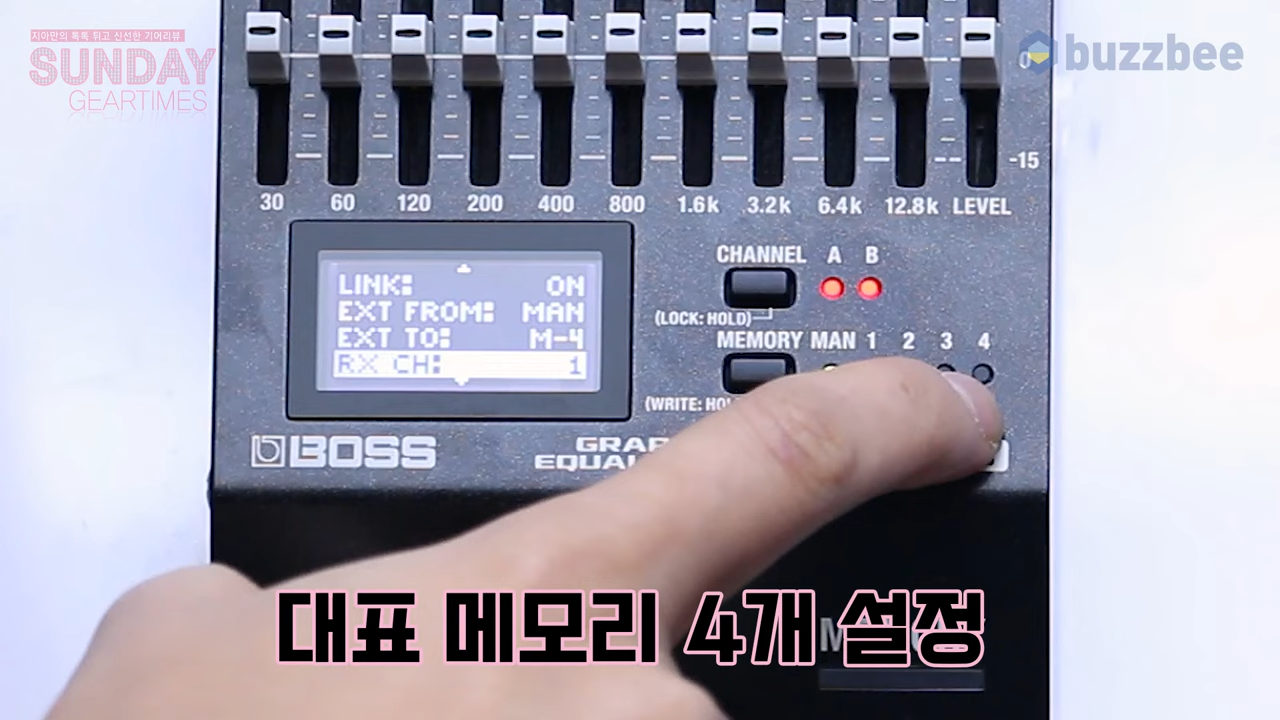 지아만의 톡톡 튀고 신선한 기어리뷰
SUNDAY
GEARTIMES
buzzbee
-15
30 60 120 200 400 800 1.6k 3.2k 6.4k 12.8k LEVEL
LINK: ON
EXT FROM: MAN
EXT TO: M-4
RX CH: 1
CHANNEL A B
(LOCK: HOLD)
MEMORY MAN 1 2 3 4
(WRITE:
BOSS
대표 메모리 4개 설정